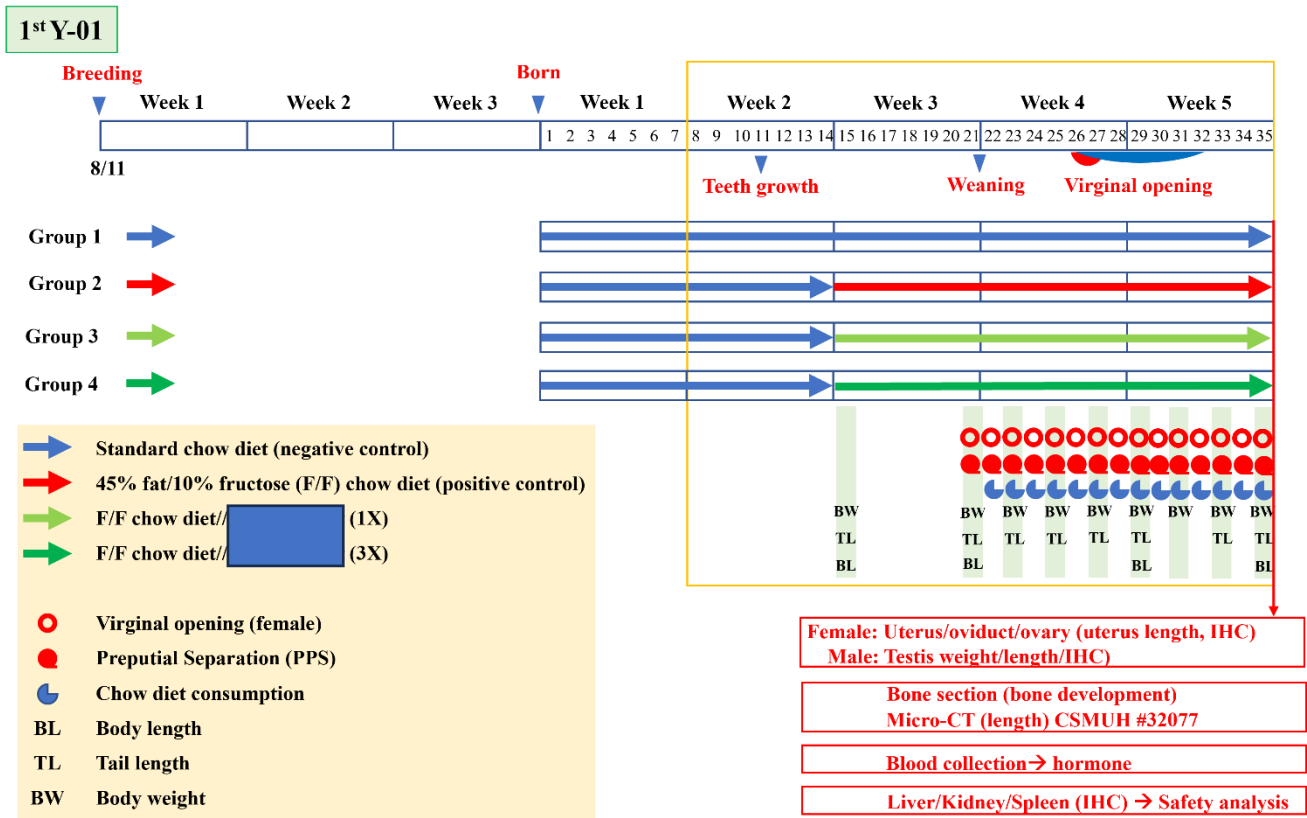 1st Y-01
Breeding
Born
Week 1 Week 2 Week 3 Week 1 Week 2 Week 3 Week 4 Week 5
1 2 3 4 5 6 7 8 9 10 11 12 13 14 15 16 17 18 19 20 21 22 23 24 25 26 27 28 29 30 31 32 33 34 35
8/11
Teeth growth
Weaning
Virginal opening
Group 1
Group 2
Group 3
Group 4
Standard chow diet (negative control)
45% fat/10% fructose (F/F) chow diet (positive control)
F/F chow diet// (1X)
F/F chow diet// (3X)
Virginal opening (female)
Preputial Separation (PPS)
Chow diet consumption
BL Body length
TL Tail length
BW Body weight
BW BW BW BW BW BW BW BW BW
TL TL TL TL TL TL TL TL
BL BL BL BL
Female: Uterus/oviduct/ovary (uterus length, IHC)
Male: Testis weight/length/IHC)
Bone section (bone development)
Micro-CT (length) CSMUH #32077
Blood collection→ hormone
Liver/Kidney/Spleen (IHC) → Safety analysis